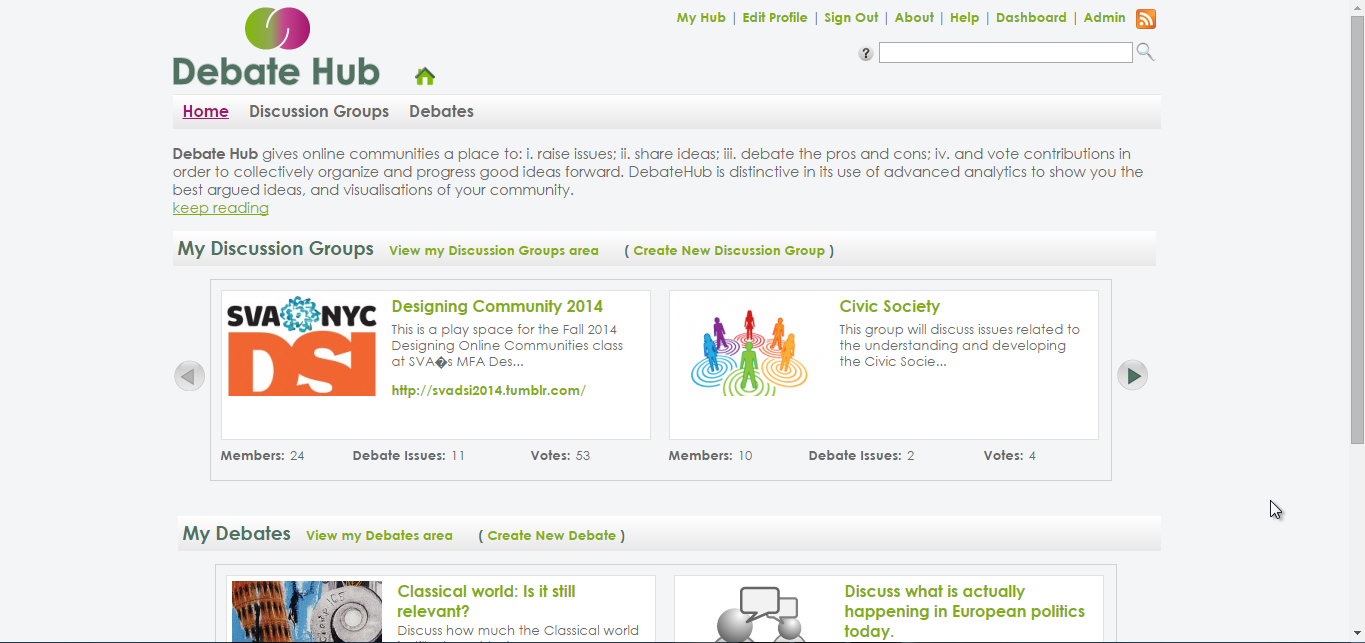 My Hub | Edit Profile | Sign Out | About | Help | Dashboard | Admin
?
Debate Hub
Home Discussion Groups Debates
Debate Hub gives online communities a place to: i. raise issues; ii. share ideas; iii. debate the pros and cons; iv. and vote contributions in
order to collectively organize and progress good ideas forward. DebateHub is distinctive in its use of advanced analytics to show you the
best argued ideas, and visualisations of your community.
keep reading
My Discussion Groups View my Discussion Groups area ( Create New Discussion Group )
SVA NYC
DSI
Designing Community 2014
This is a play space for the Fall 2014
Designing Online Communities class
at SVA�s MFA Des...
http://svadsi2014.tumblr.com/
Members: 24 Debate Issues: 11 Votes: 53
Civic Society
This group will discuss issues related to
the understanding and developing
the Civic Socie...
Members: 10 Debate Issues: 2 Votes: 4
My Debates View my Debates area ( Create New Debate )
Classical world: Is it still
relevant?
Discuss how much the Classical world
Discuss what is actually
happening in European politics
today.